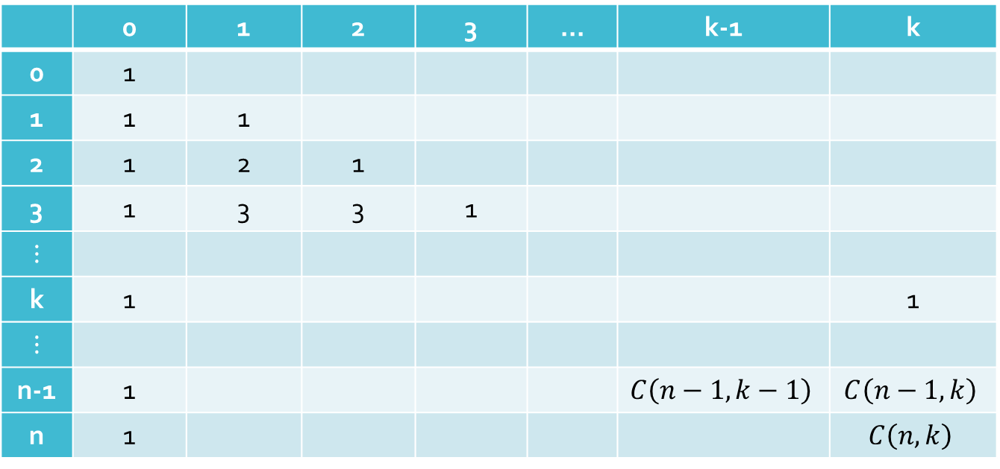 0 1 2 3 ... k-1 k
0 1
1 1 1
2 1 2 1
3 1 3 3 1
⋮
k 1 1
⋮
n-1 1 C(n − 1, k − 1) C(n − 1, k)
n 1 C(n, k)